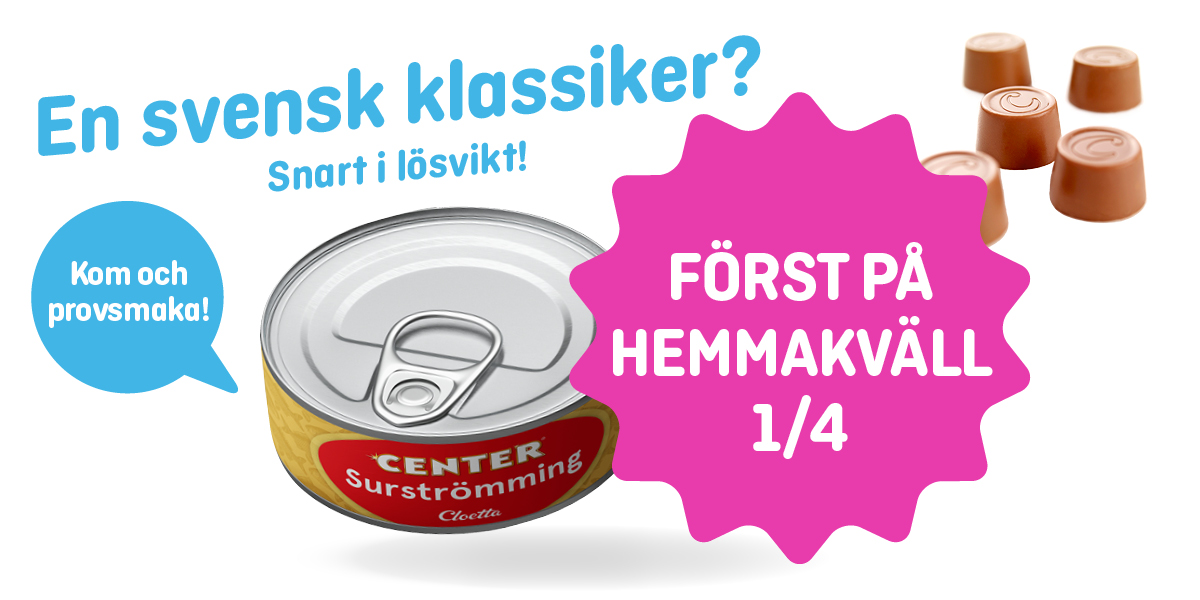 En svensk klassiker?
Snart i lösvikt!
Kom och
provsmaka!
FÖRST PÅ
HEMMAKVÄLL
1/4
CENTER
Surströmming
Cloetta